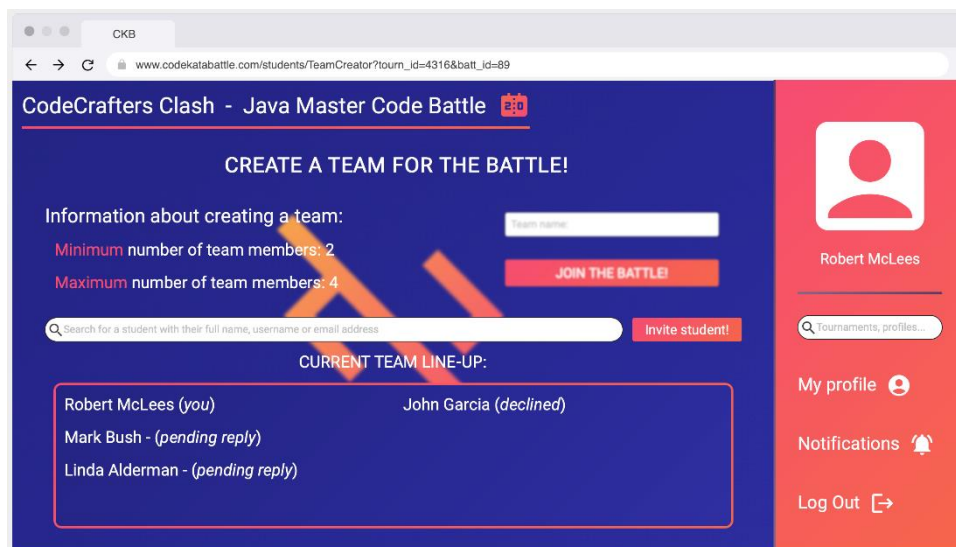 CKB
www.codekatabattle.com/students/TeamCreator?tourn_id=4316&batt_id=89
CodeCrafters Clash - Java Master Code Battle
CREATE A TEAM FOR THE BATTLE!
Information about creating a team:
Minimum number of team members: 2
Maximum number of team members: 4
Team name:
JOIN THE BATTLE!
Search for a student with their full name, username or email address
Invite student!
CURRENT TEAM LINE-UP:
Robert McLees (you)
Mark Bush - (pending reply)
Linda Alderman - (pending reply)
John Garcia (declined)
Robert McLees
Tournaments, profiles...
My profile
Notifications
Log Out